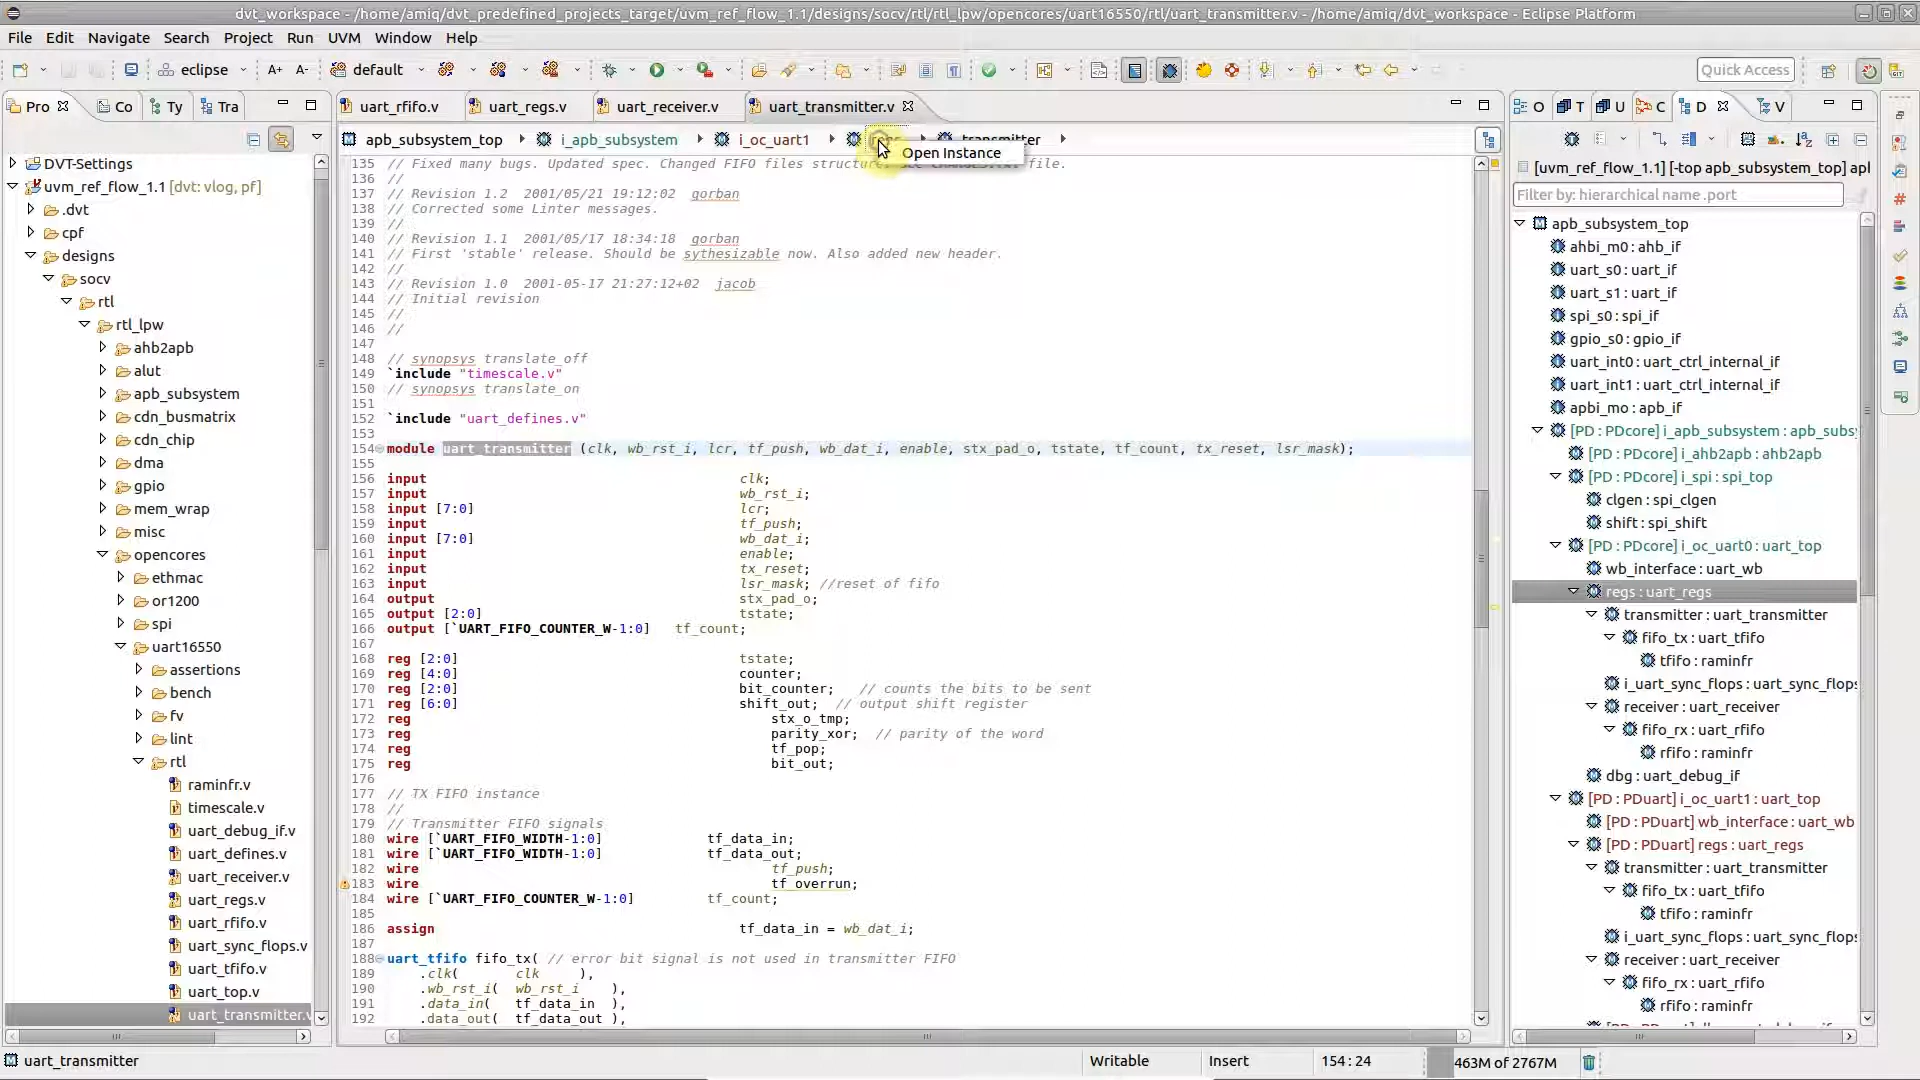 dvt_workspace - /home/amiq/dvt_predefined_projects_target/uvm_ref_flow_1.1/designs/socv/rtl/rtl_lpw/opencores/uart16550/rtl/uart_transmitter.v - /home/amiq/dvt_workspace - Eclipse Platform
File Edit Navigate Search Project Run UVM Window Help
eclipse A+ A- default Quick Access
Pro Co Ty Tra
uart_rfifo.v uart_regs.v uart_receiver.v uart_transmitter.v
O T U C D V
apb_subsystem_top i_apb_subsystem i_oc_uart1
Open Instance
DVT-Settings
uvm_ref_flow_1.1 [dvt: vlog, pf]
.dvt
cpf
designs
socv
rtl
rtl_lpw
ahb2apb
alut
apb_subsystem
cdn_busmatrix
cdn_chip
dma
gpio
mem_wrap
misc
opencores
ethmac
or1200
spi
uart16550
assertions
bench
fv
lint
rtl
raminfr.v
timescale.v
uart_debug_if.v
uart_defines.v
uart_receiver.v
uart_regs.v
uart_rfifo.v
uart_sync_flops.v
uart_tfifo.v
uart_top.v
uart_transmitter.v
135 // Fixed many bugs. Updated spec. Changed FIFO files structure. file.
136 //
137 // Revision 1.2 2001/05/21 19:12:02 gorban
138 // Corrected some Linter messages.
139 //
140 // Revision 1.1 2001/05/17 18:34:18 gorban
141 // First 'stable' release. Should be sythesizable now. Also added new header.
142 //
143 // Revision 1.0 2001-05-17 21:27:12+02 jacob
144 // Initial revision
145 //
146 //
147
148 // synopsys translate_off
149 `include "timescale.v"
150 // synopsys translate_on
151
152 `include "uart_defines.v"
153
154 module uart_transmitter (clk, wb_rst_i, lcr, tf_push, wb_dat_i, enable, stx_pad_o, tstate, tf_count, tx_reset, lsr_mask);
155
156 input clk;
157 input wb_rst_i;
158 input [7:0] lcr;
159 input tf_push;
160 input [7:0] wb_dat_i;
161 input enable;
162 input tx_reset;
163 input lsr_mask; //reset of fifo
164 output stx_pad_o;
165 output [2:0] tstate;
166 output [`UART_FIFO_COUNTER_W-1:0] tf_count;
167
168 reg [2:0] tstate;
169 reg [4:0] counter;
170 reg [2:0] bit_counter; // counts the bits to be sent
171 reg [6:0] shift_out; // output shift register
172 reg stx_o_tmp;
173 reg parity_xor; // parity of the word
174 reg tf_pop;
175 reg bit_out;
176
177 // TX FIFO instance
178 //
179 // Transmitter FIFO signals
180 wire [`UART_FIFO_WIDTH-1:0] tf_data_in;
181 wire [`UART_FIFO_WIDTH-1:0] tf_data_out;
182 wire tf_push;
183 wire tf_overrun;
184 wire [`UART_FIFO_COUNTER_W-1:0] tf_count;
185
186 assign tf_data_in = wb_dat_i;
187
188 uart_tfifo fifo_tx( // error bit signal is not used in transmitter FIFO
189 .clk( clk ),
190 .wb_rst_i( wb_rst_i ),
191 .data_in( tf_data_in ),
192 .data_out( tf_data_out ),
[uvm_ref_flow_1.1] [-top apb_subsystem_top] apl
Filter by: hierarchical name .port
apb_subsystem_top
ahbi_m0 : ahb_if
uart_s0 : uart_if
uart_s1 : uart_if
spi_s0 : spi_if
gpio_s0 : gpio_if
uart_int0 : uart_ctrl_internal_if
uart_int1 : uart_ctrl_internal_if
apbi_mo : apb_if
[PD : PDcore] i_apb_subsystem : apb_subsy
[PD : PDcore] i_ahb2apb : ahb2apb
[PD : PDcore] i_spi : spi_top
clgen : spi_clgen
shift : spi_shift
[PD : PDcore] i_oc_uart0 : uart_top
wb_interface : uart_wb
regs : uart_regs
transmitter : uart_transmitter
fifo_tx : uart_tfifo
tfifo : raminfr
i_uart_sync_flops : uart_sync_flops
receiver : uart_receiver
fifo_rx : uart_rfifo
rfifo : raminfr
dbg : uart_debug_if
[PD : PDuart] i_oc_uart1 : uart_top
[PD : PDuart] wb_interface : uart_wb
[PD : PDuart] regs : uart_regs
transmitter : uart_transmitter
fifo_tx : uart_tfifo
tfifo : raminfr
i_uart_sync_flops : uart_sync_flops
receiver : uart_receiver
fifo_rx : uart_rfifo
rfifo : raminfr
uart_transmitter Writable Insert 154 : 24 463M of 2767M